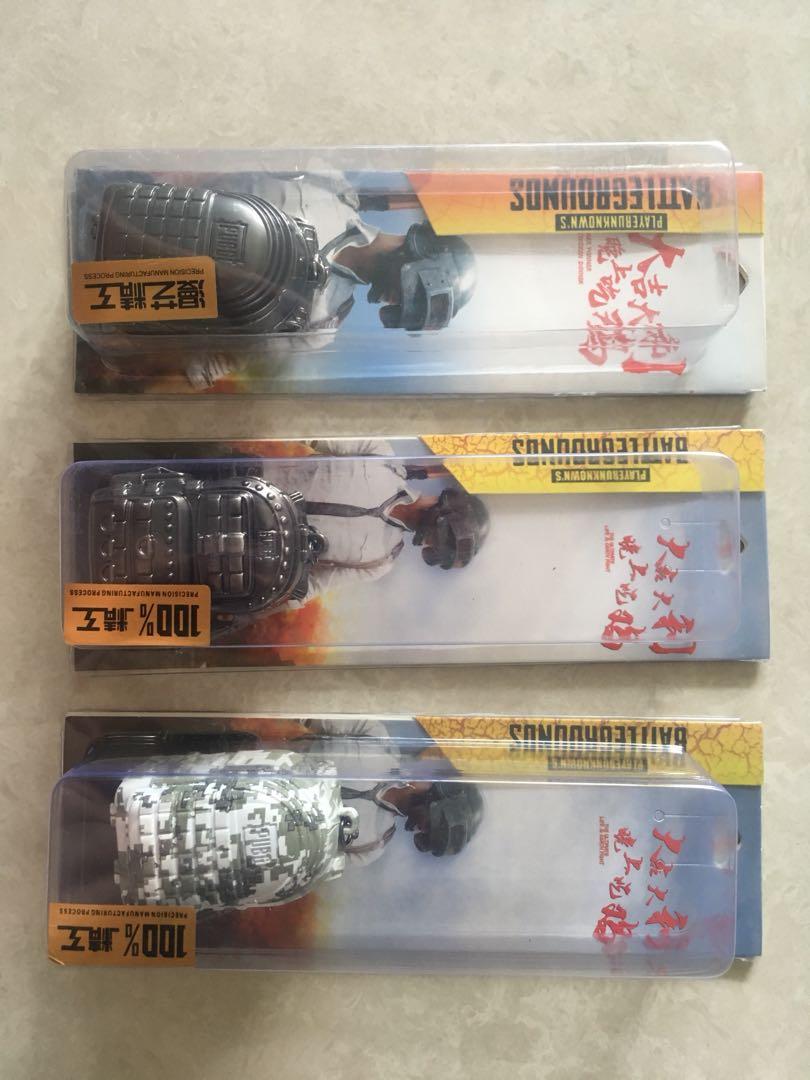 PLAYERUNKNOWN'S
BATTLEGROUNDS
大吉大利
晚上吃鸡
PUBG
精工
PRECISION MANUFACTURING PROCESS
PLAYERUNKNOWN'S
BATTLEGROUNDS
大吉大利
晚上吃鸡
100%精工
PRECISION MANUFACTURING PROCESS
PLAYERUNKNOWN'S
BATTLEGROUNDS
大吉大利
晚上吃鸡
PUBG
100%精工
PRECISION MANUFACTURING PROCESS